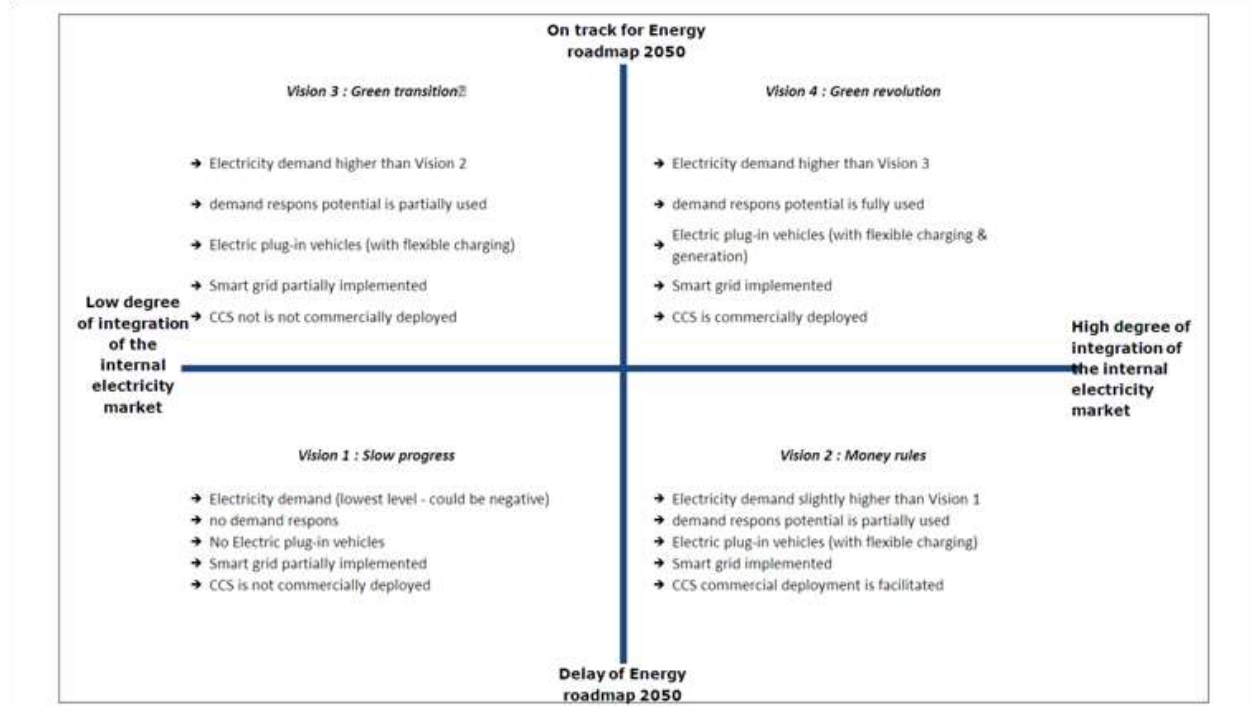 On track for Energy
roadmap 2050
Vision 3 : Green transition
➔ Electricity demand higher than Vision 2
➔ demand respons potential is partially used
➔ Electric plug-in vehicles (with flexible charging)
➔ Smart grid partially implemented
➔ CCS not is not commercially deployed
Vision 4 : Green revolution
➔ Electricity demand higher than Vision 3
➔ demand respons potential is fully used
➔ Electric plug-in vehicles (with flexible charging &
generation)
➔ Smart grid implemented
➔ CCS is commercially deployed
Low degree
of integration
of the
internal
electricity
market
High degree of
integration of
the internal
electricity
market
Vision 1 : Slow progress
➔ Electricity demand (lowest level - could be negative)
➔ no demand respons
➔ No Electric plug-in vehicles
➔ Smart grid partially implemented
➔ CCS is not commercially deployed
Vision 2 : Money rules
➔ Electricity demand slightly higher than Vision 1
➔ demand respons potential is partially used
➔ Electric plug-in vehicles (with flexible charging)
➔ Smart grid implemented
➔ CCS commercial deployment is facilitated
Delay of Energy
roadmap 2050